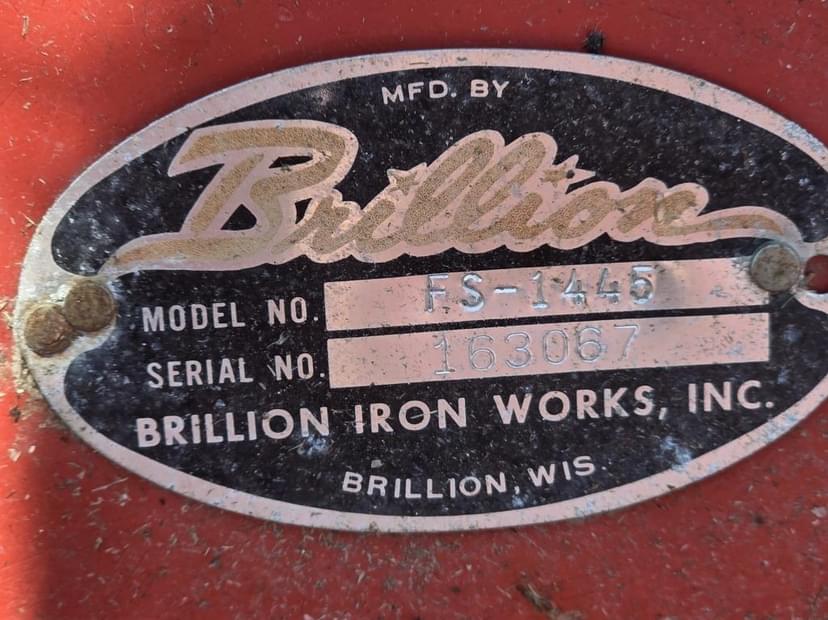 MFD. BY
Brillion
MODEL NO. FS-1445
SERIAL NO. 163067
BRILLION IRON WORKS, INC.
BRILLION, WIS.